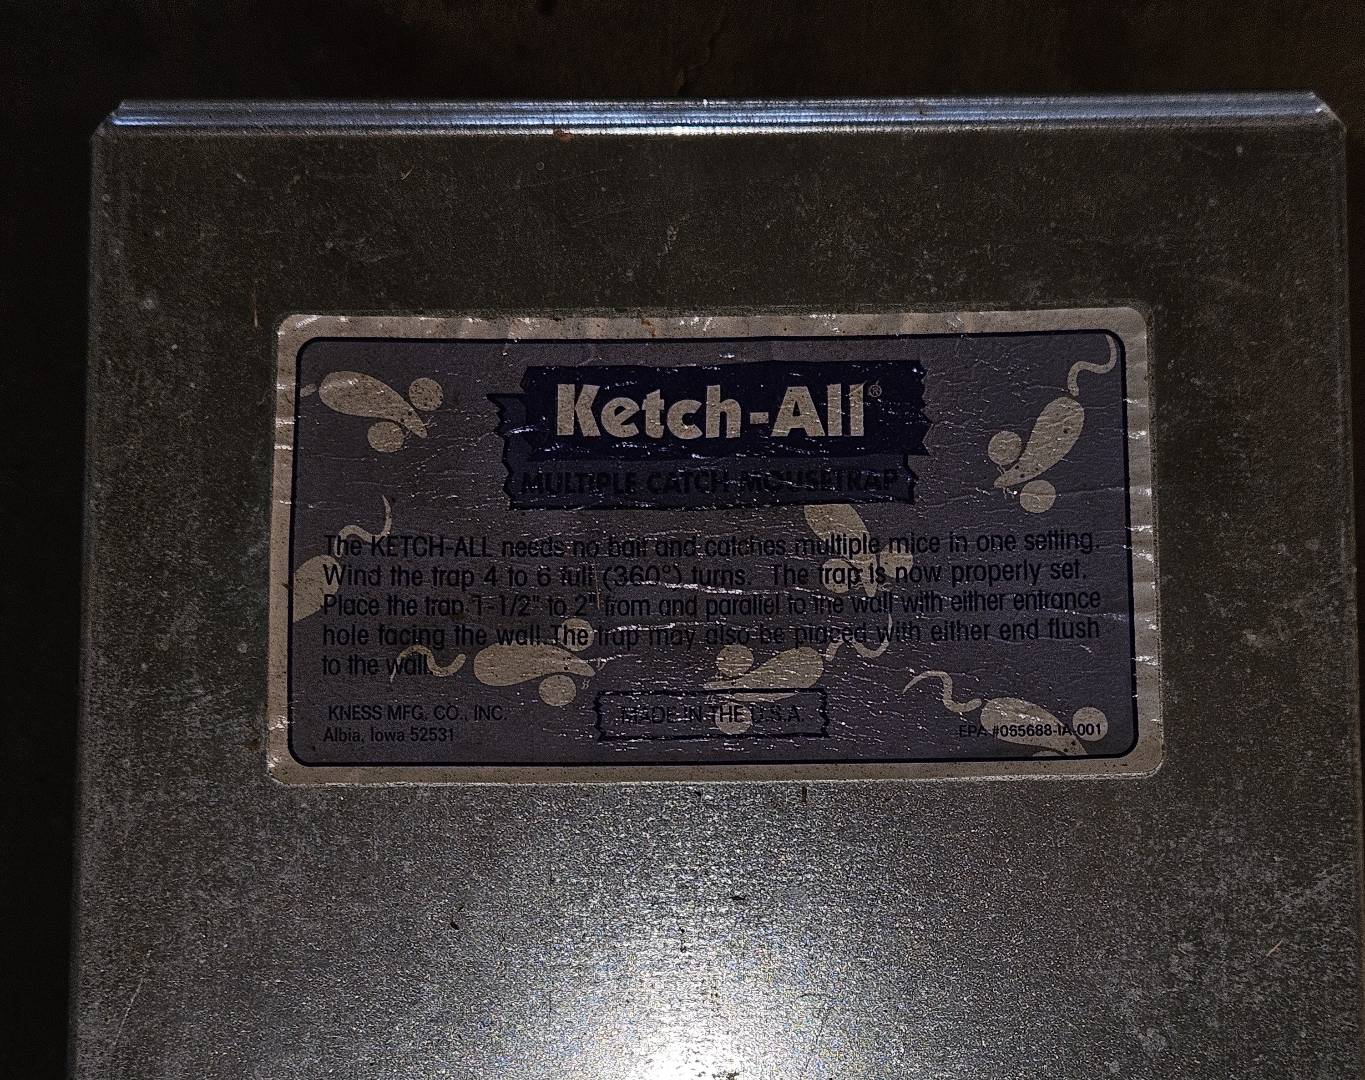 Ketch-All®
MULTIPLE CATCH MOUSETRAP
The KETCH-ALL needs no bait and catches multiple mice in one setting.
Wind the trap 4 to 6 full (360°) turns. The trap is now properly set.
Place the trap 1-1/2" to 2" from and parallel to the wall with either entrance
hole facing the wall. The trap may also be placed with either end flush
to the wall.
KNESS MFG. CO., INC.
Albia, Iowa 52531
MADE IN THE U.S.A.
EPA #055688-IA-001